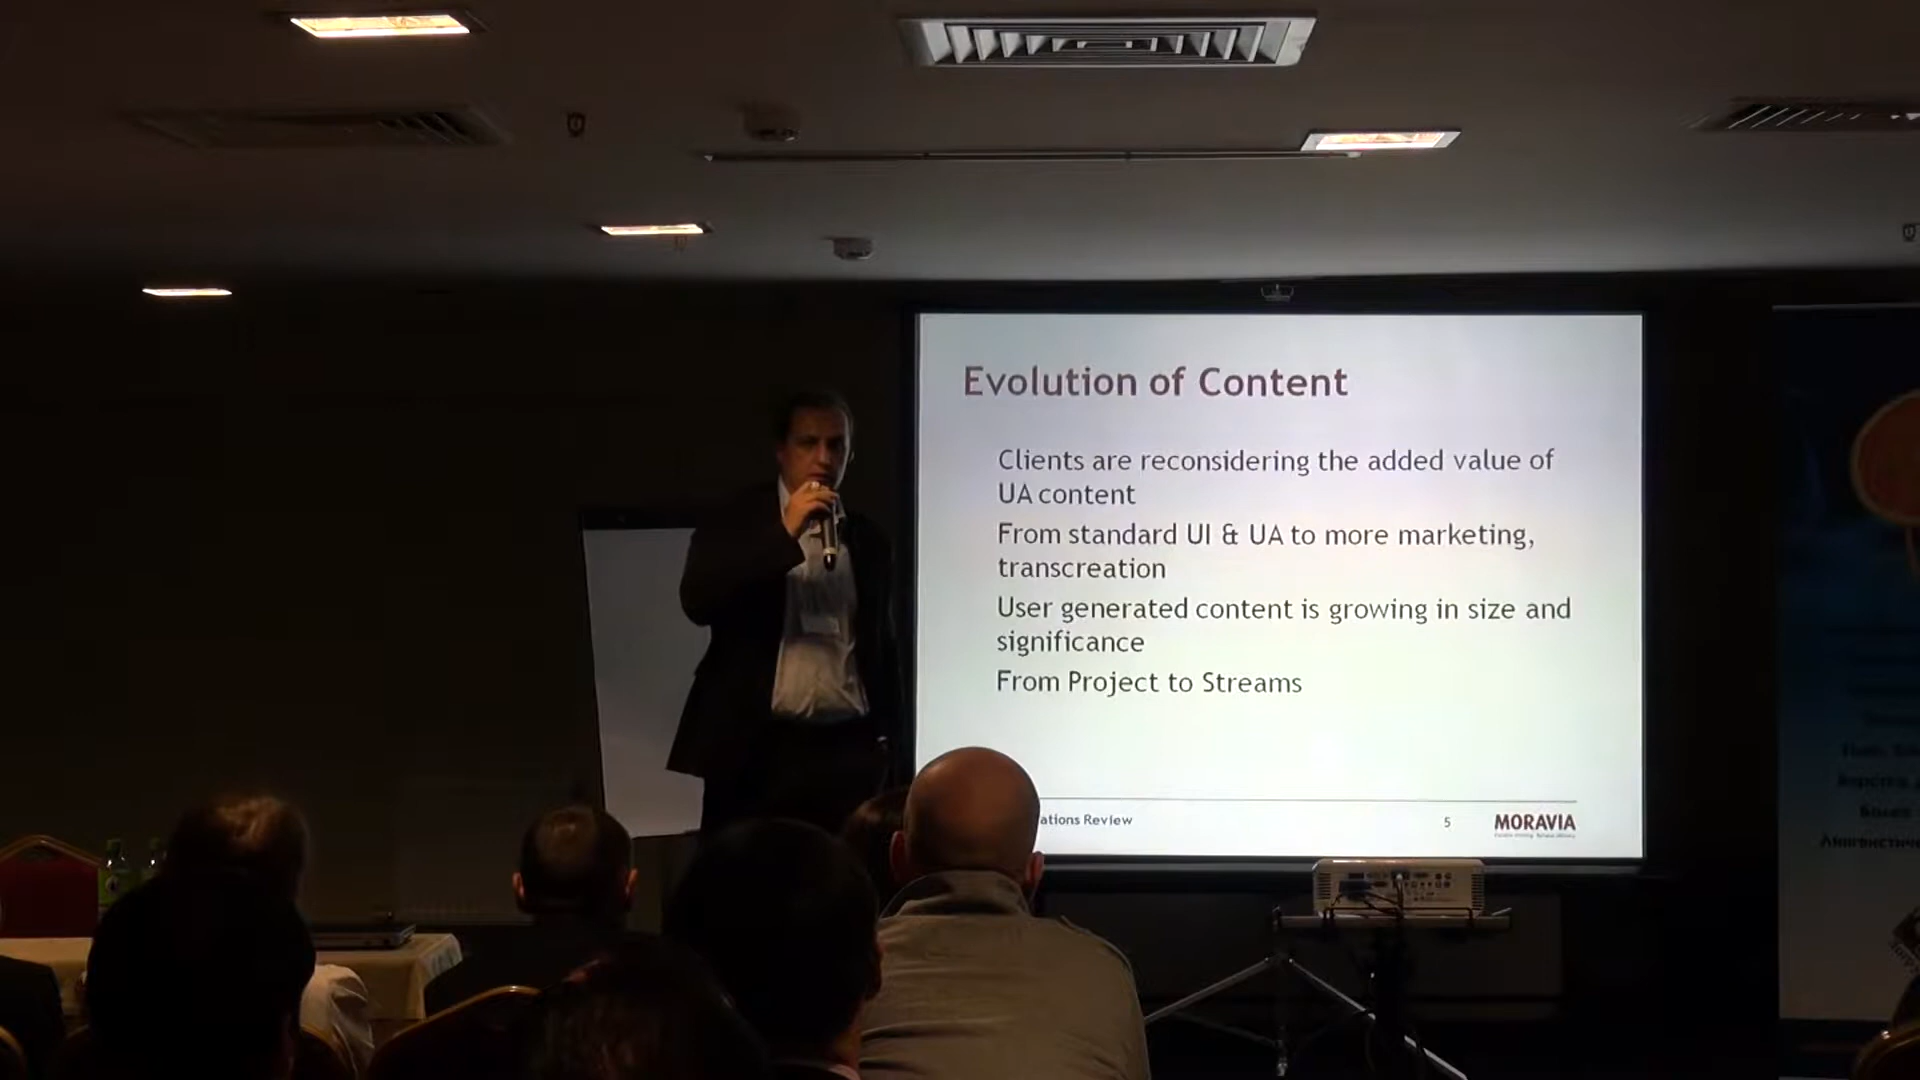 Evolution of Content
Clients are reconsidering the added value of
UA content
From standard UI & UA to more marketing,
transcreation
User generated content is growing in size and
significance
From Project to Streams
ations Review
5
MORAVIA